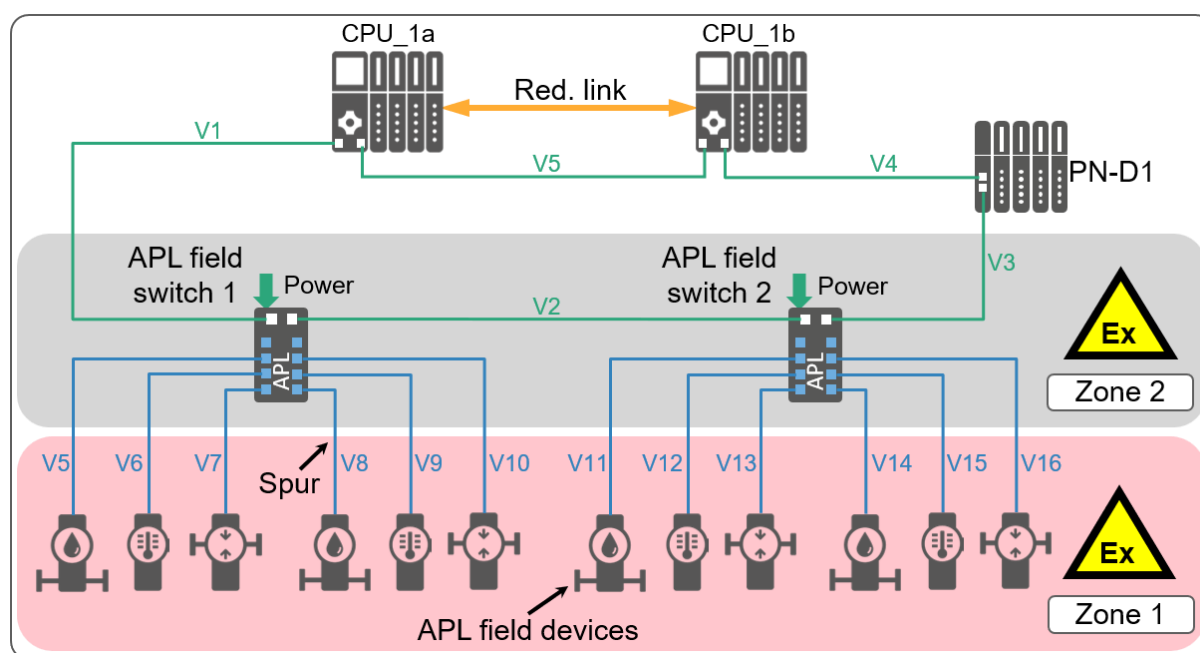 CPU_1a
CPU_1b
Red. link
V1
V5
V4
PN-D1
APL field
switch 1
Power
APL field
switch 2
Power
V3
V2
APL
APL
Ex
Zone 2
V5
V6
V7
V8
V9
V10
V11
V12
V13
V14
V15
V16
Spur
Ex
APL field devices
Zone 1